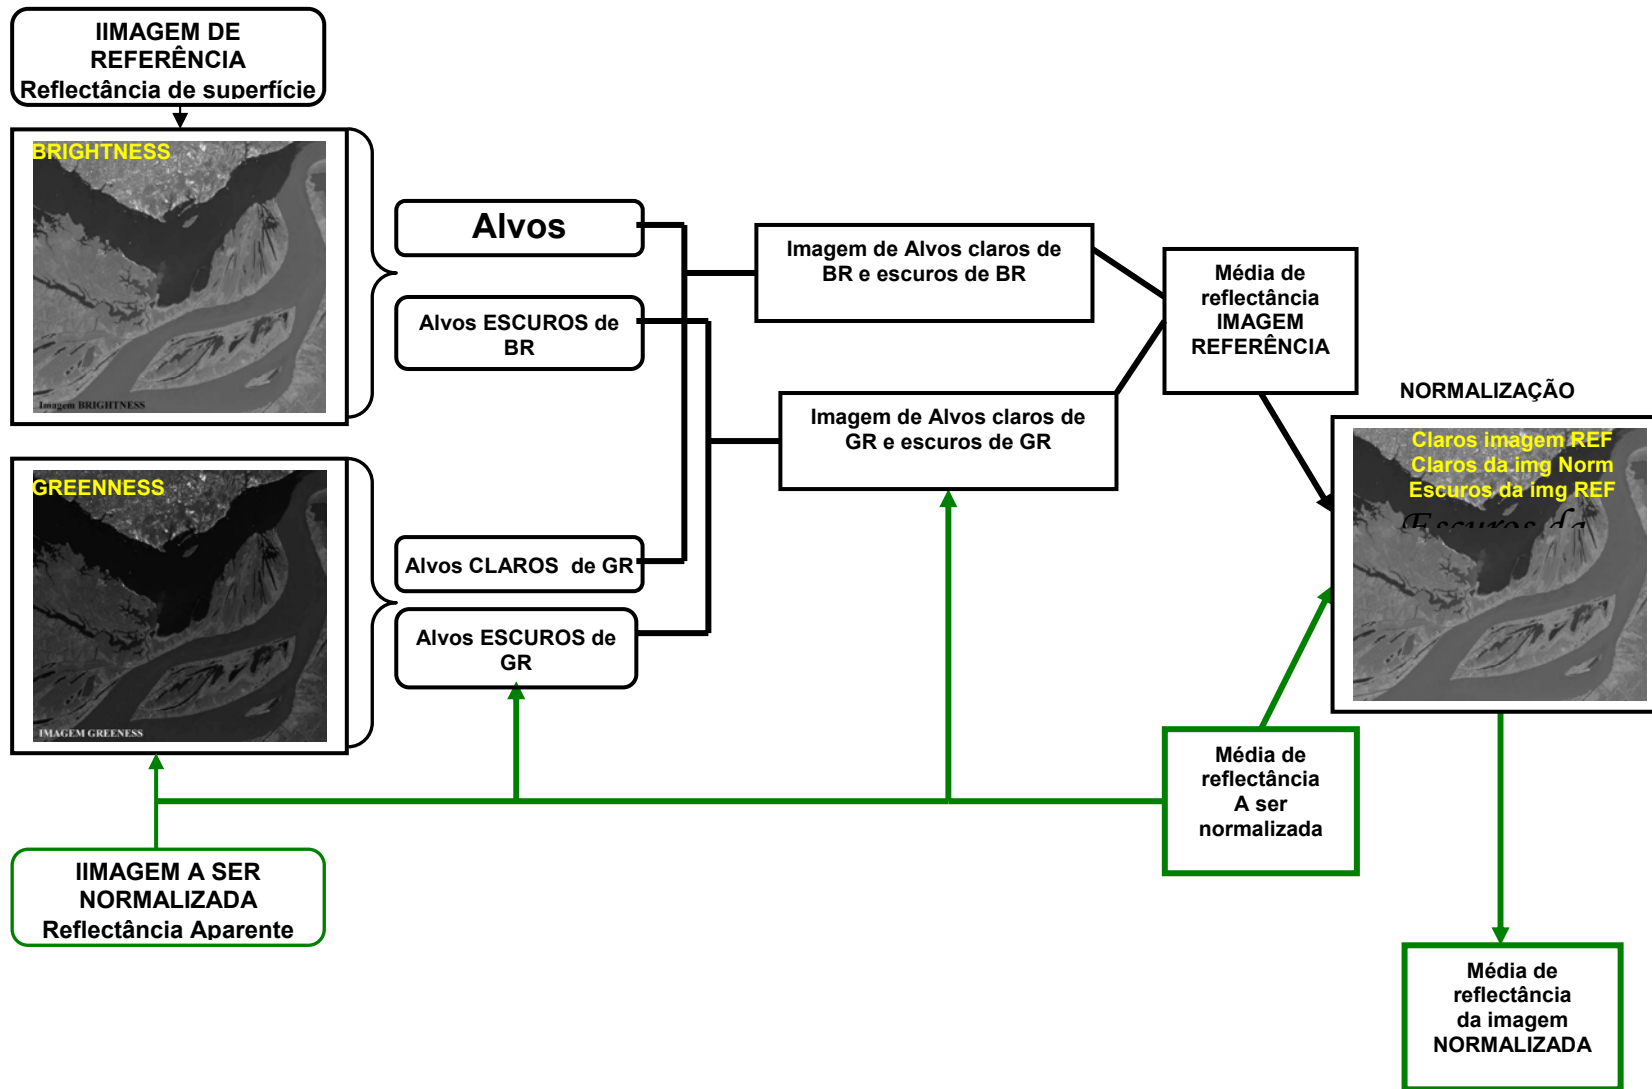 IIMAGEM DE
REFERÊNCIA
Reflectância de superfície
BRIGHTNESS
Imagem BRIGHTNESS
GREENNESS
IMAGEM GREENESS
IIMAGEM A SER
NORMALIZADA
Reflectância Aparente
Alvos
Alvos ESCUROS de
BR
Alvos CLAROS de GR
Alvos ESCUROS de
GR
Imagem de Alvos claros de
BR e escuros de BR
Imagem de Alvos claros de
GR e escuros de GR
Média de
reflectância
IMAGEM
REFERÊNCIA
Média de
reflectância
A ser
normalizada
NORMALIZAÇÃO
Claros imagem REF
Claros da img Norm
Escuros da img REF
Escuros da
Média de
reflectância
da imagem
NORMALIZADA